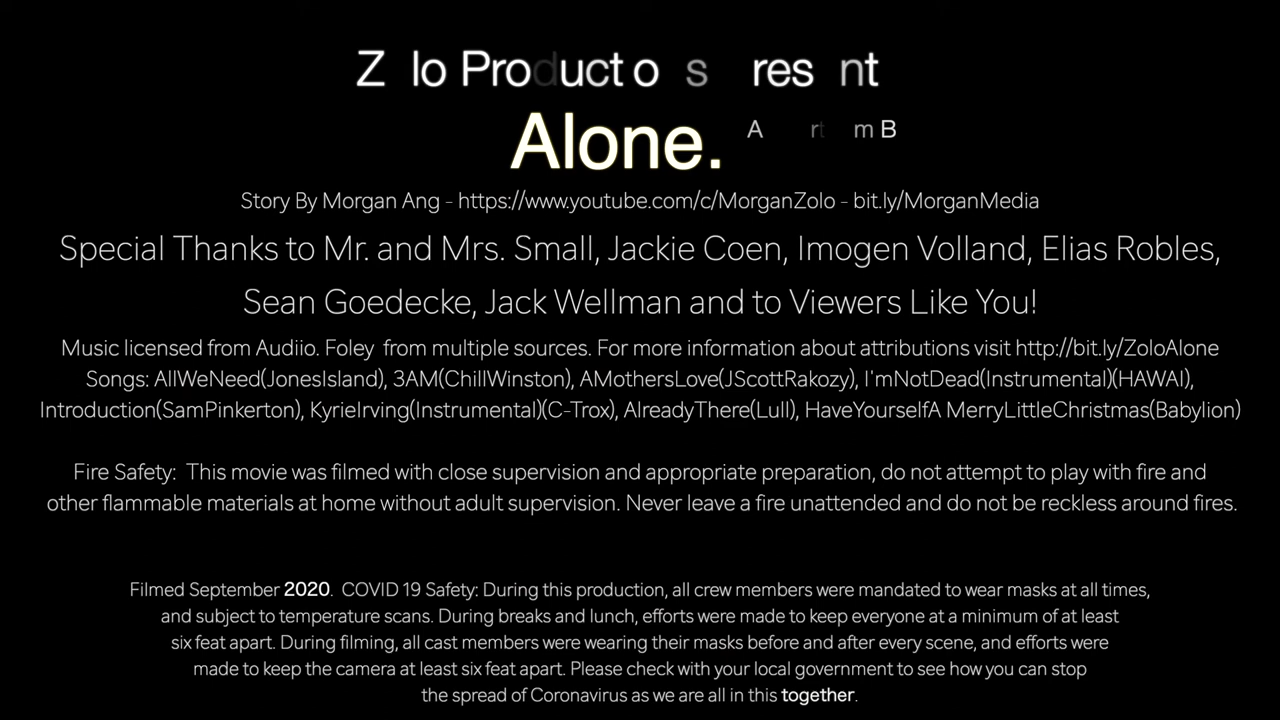 Z lo Product o s res nt
Alone. A rt m B
Story By Morgan Ang - https://www.youtube.com/c/MorganZolo - bit.ly/MorganMedia
Special Thanks to Mr. and Mrs. Small, Jackie Coen, Imogen Volland, Elias Robles,
Sean Goedecke, Jack Wellman and to Viewers Like You!
Music licensed from Audiio. Foley from multiple sources. For more information about attributions visit http://bit.ly/ZoloAlone
Songs: AllWeNeed(JonesIsland), 3AM(ChillWinston), AMothersLove(JScottRakozy), I'mNotDead(Instrumental)(HAWAI),
Introduction(SamPinkerton), KyrieIrving(Instrumental)(C-Trox), AlreadyThere(Lull), HaveYourselfA MerryLittleChristmas(Babylion)
Fire Safety: This movie was filmed with close supervision and appropriate preparation, do not attempt to play with fire and
other flammable materials at home without adult supervision. Never leave a fire unattended and do not be reckless around fires.
Filmed September 2020. COVID 19 Safety: During this production, all crew members were mandated to wear masks at all times,
and subject to temperature scans. During breaks and lunch, efforts were made to keep everyone at a minimum of at least
six feat apart. During filming, all cast members were wearing their masks before and after every scene, and efforts were
made to keep the camera at least six feat apart. Please check with your local government to see how you can stop
the spread of Coronavirus as we are all in this together.